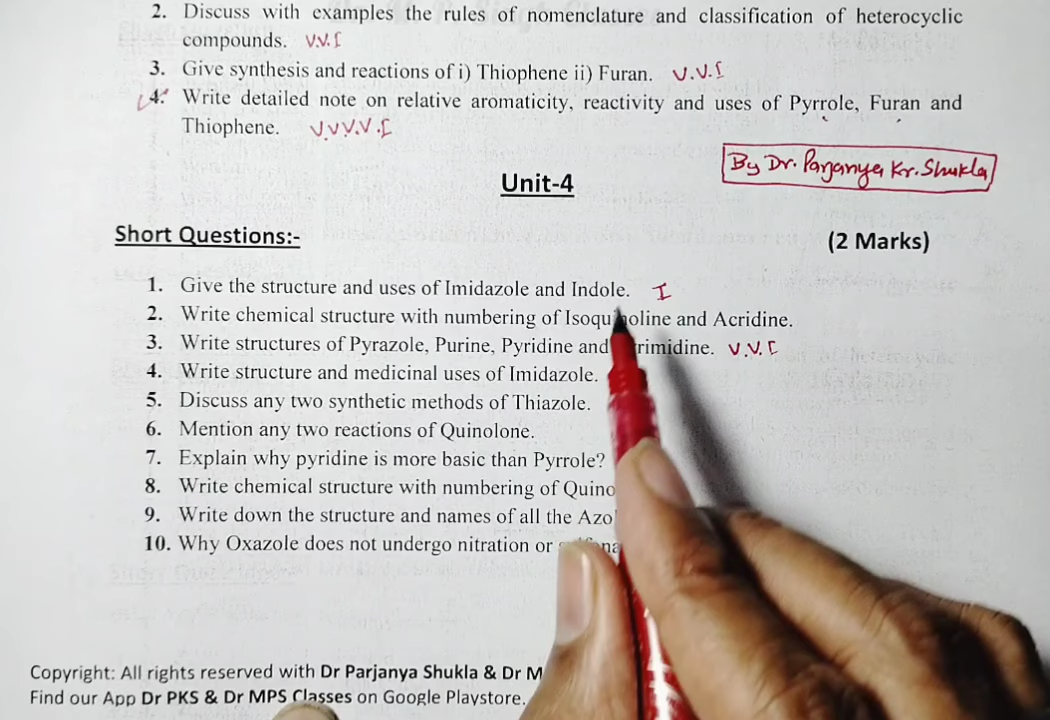 2. Discuss with examples the rules of nomenclature and classification of heterocyclic
compounds. V.V.I
3. Give synthesis and reactions of i) Thiophene ii) Furan. V.V.I
4. Write detailed note on relative aromaticity, reactivity and uses of Pyrrole, Furan and
Thiophene. V.V.V.V.I
By Dr. Parjanya Kr. Shukla
Unit-4
Short Questions:- (2 Marks)
1. Give the structure and uses of Imidazole and Indole. I
2. Write chemical structure with numbering of and Acridine.
3. Write structures of Pyrazole, Purine, Pyridine and V.V.I
4. Write structure and medicinal uses of Imidazole.
5. Discuss any two synthetic methods of Thiazole.
6. Mention any two reactions of Quinolone.
7. Explain why pyridine is more basic than Pyrrole?
8. Write chemical structure with numbering of
9. Write down the structure and names of all the
10. Why Oxazole does not undergo nitration or
Copyright: All rights reserved with Dr Parjanya Shukla & Dr M
Find our App Dr PKS & Dr MPS Classes on Google Playstore.